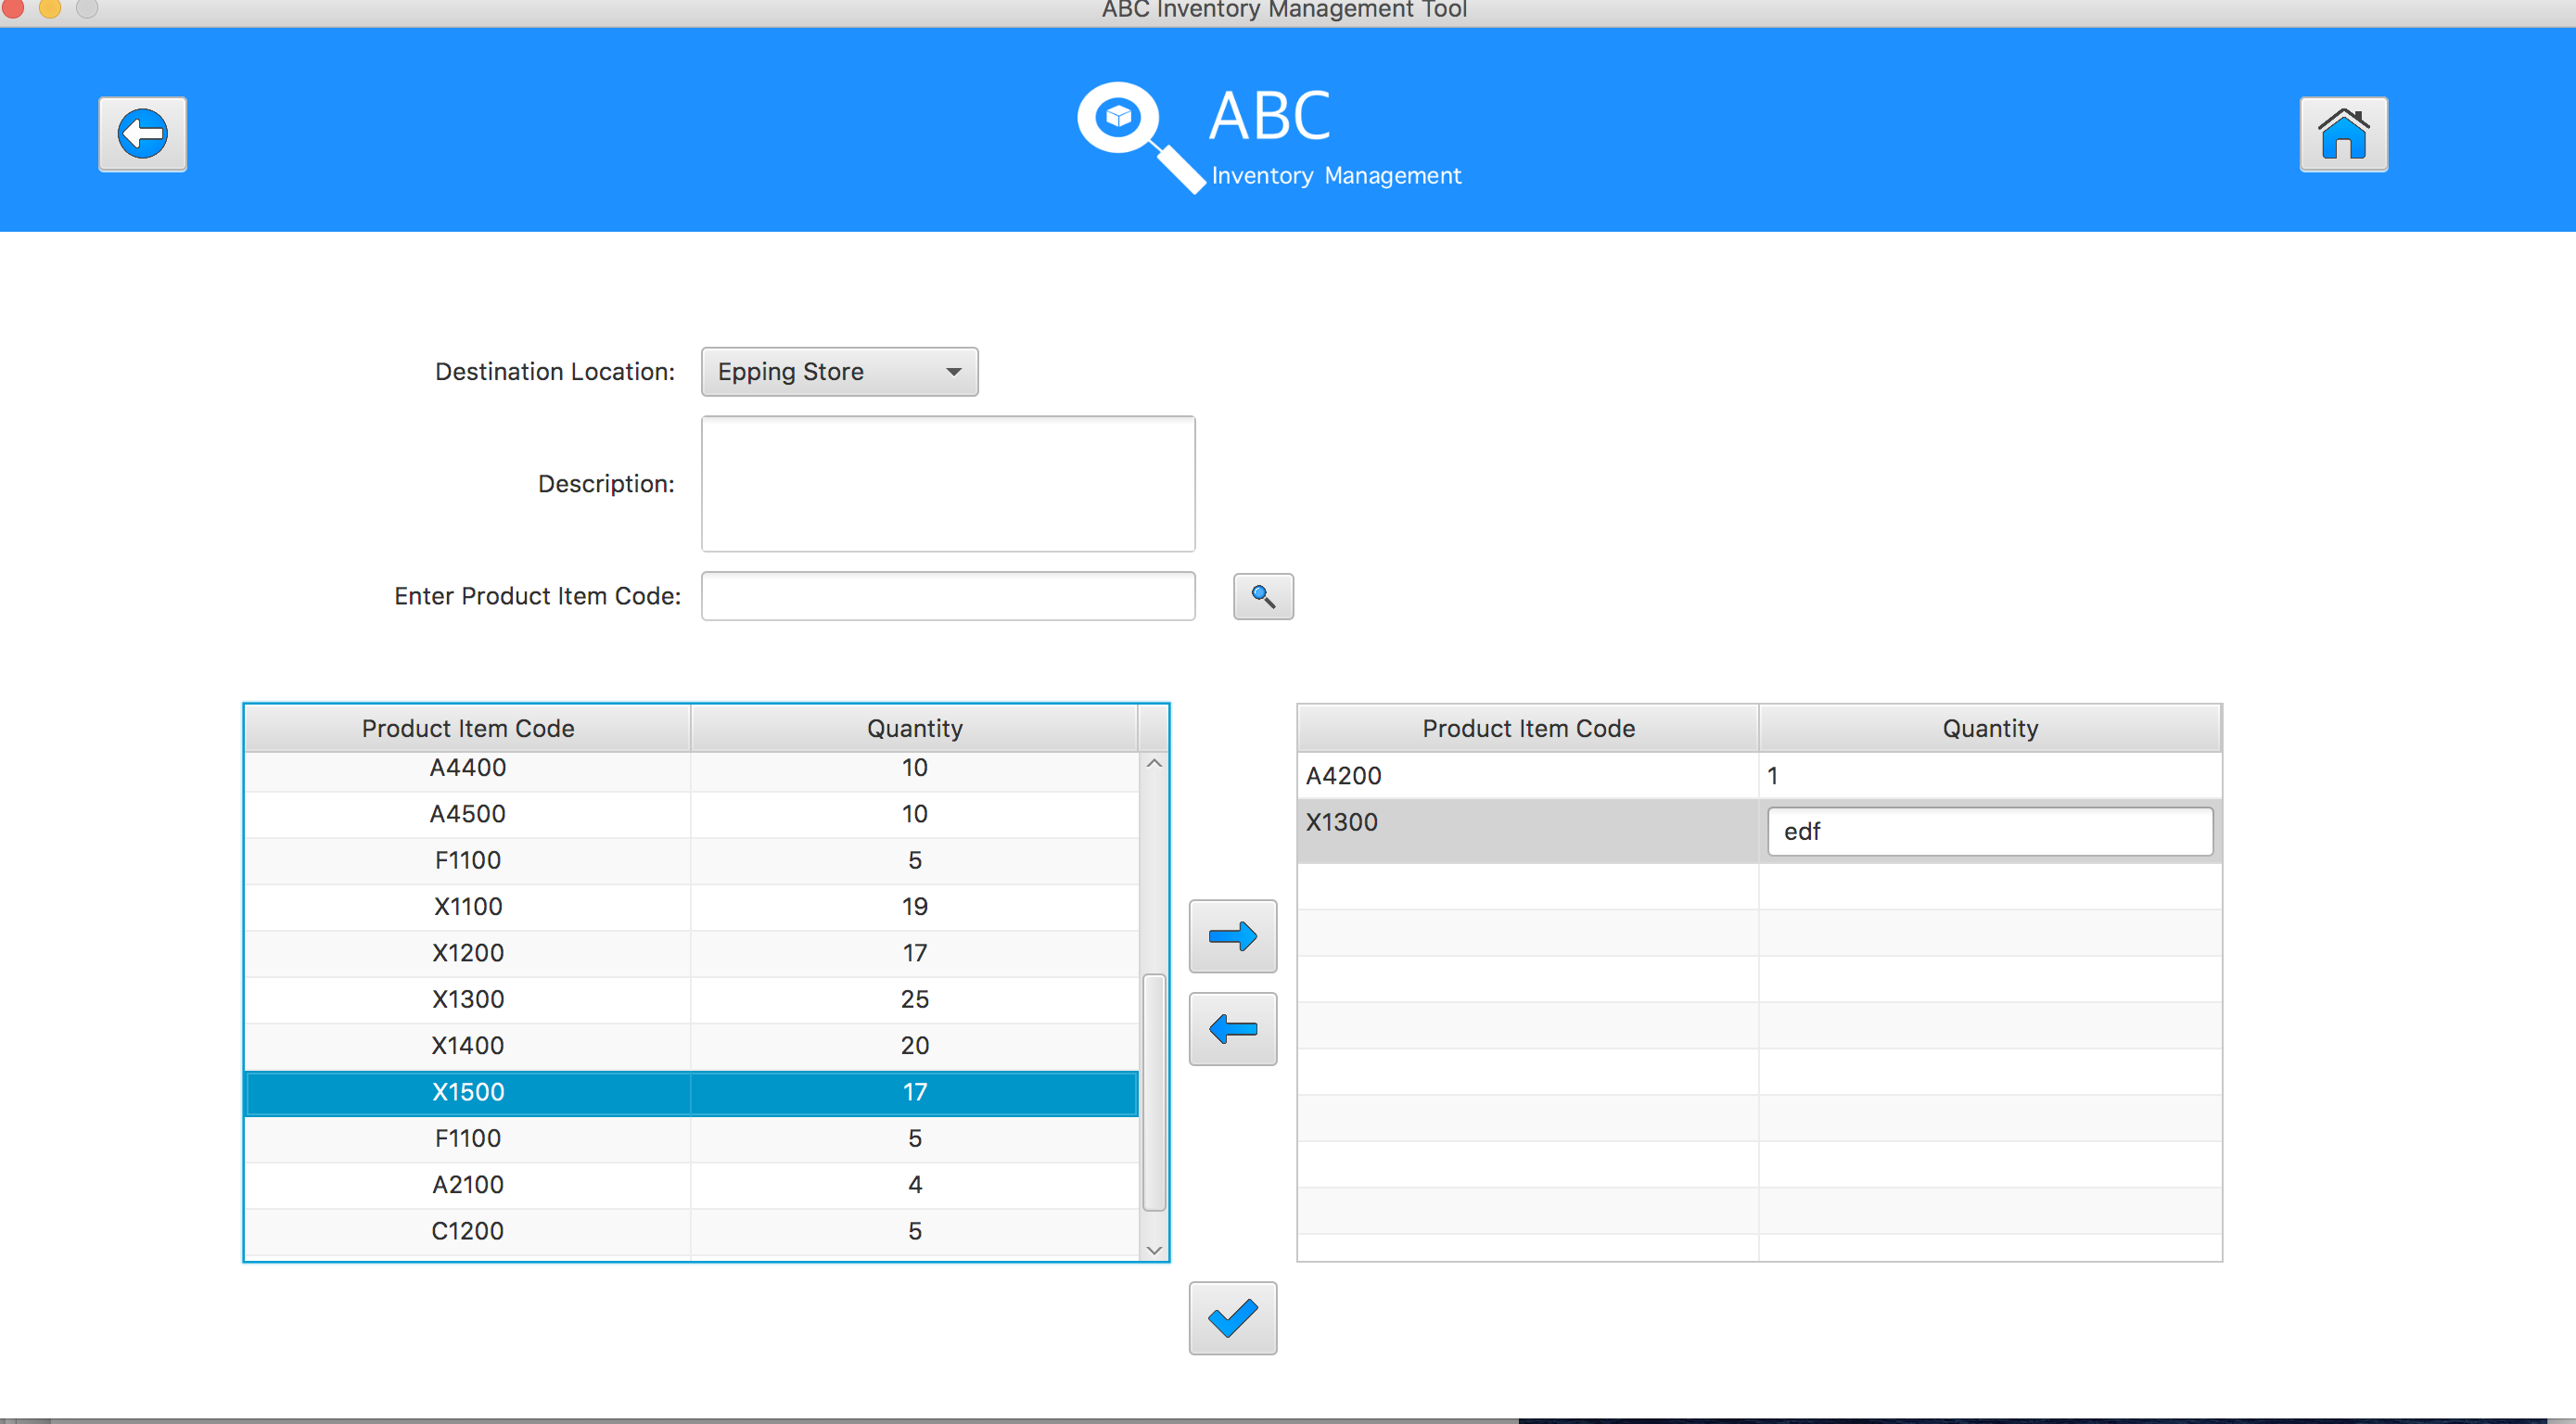 ABC Inventory Management Tool
ABC
Inventory Management
Destination Location: Epping Store
Description:
Enter Product Item Code:
Product Item Code Quantity
A4400 10
A4500 10
F1100 5
X1100 19
X1200 17
X1300 25
X1400 20
X1500 17
F1100 5
A2100 4
C1200 5
Product Item Code Quantity
A4200 1
X1300 edf